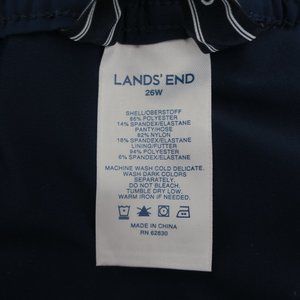 LANDS' END
26W
SHELL/OBERSTOFF
86% POLYESTER
14% SPANDEX/ELASTANE
PANTY/HOSE
82% NYLON
18% SPANDEX/ELASTANE
LINING/FUTTER
94% POLYESTER
6% SPANDEX/ELASTANE
MACHINE WASH COLD DELICATE.
WASH DARK COLORS
SEPARATELY.
DO NOT BLEACH.
TUMBLE DRY LOW.
WARM IRON IF NEEDED.
MADE IN CHINA
RN 62830